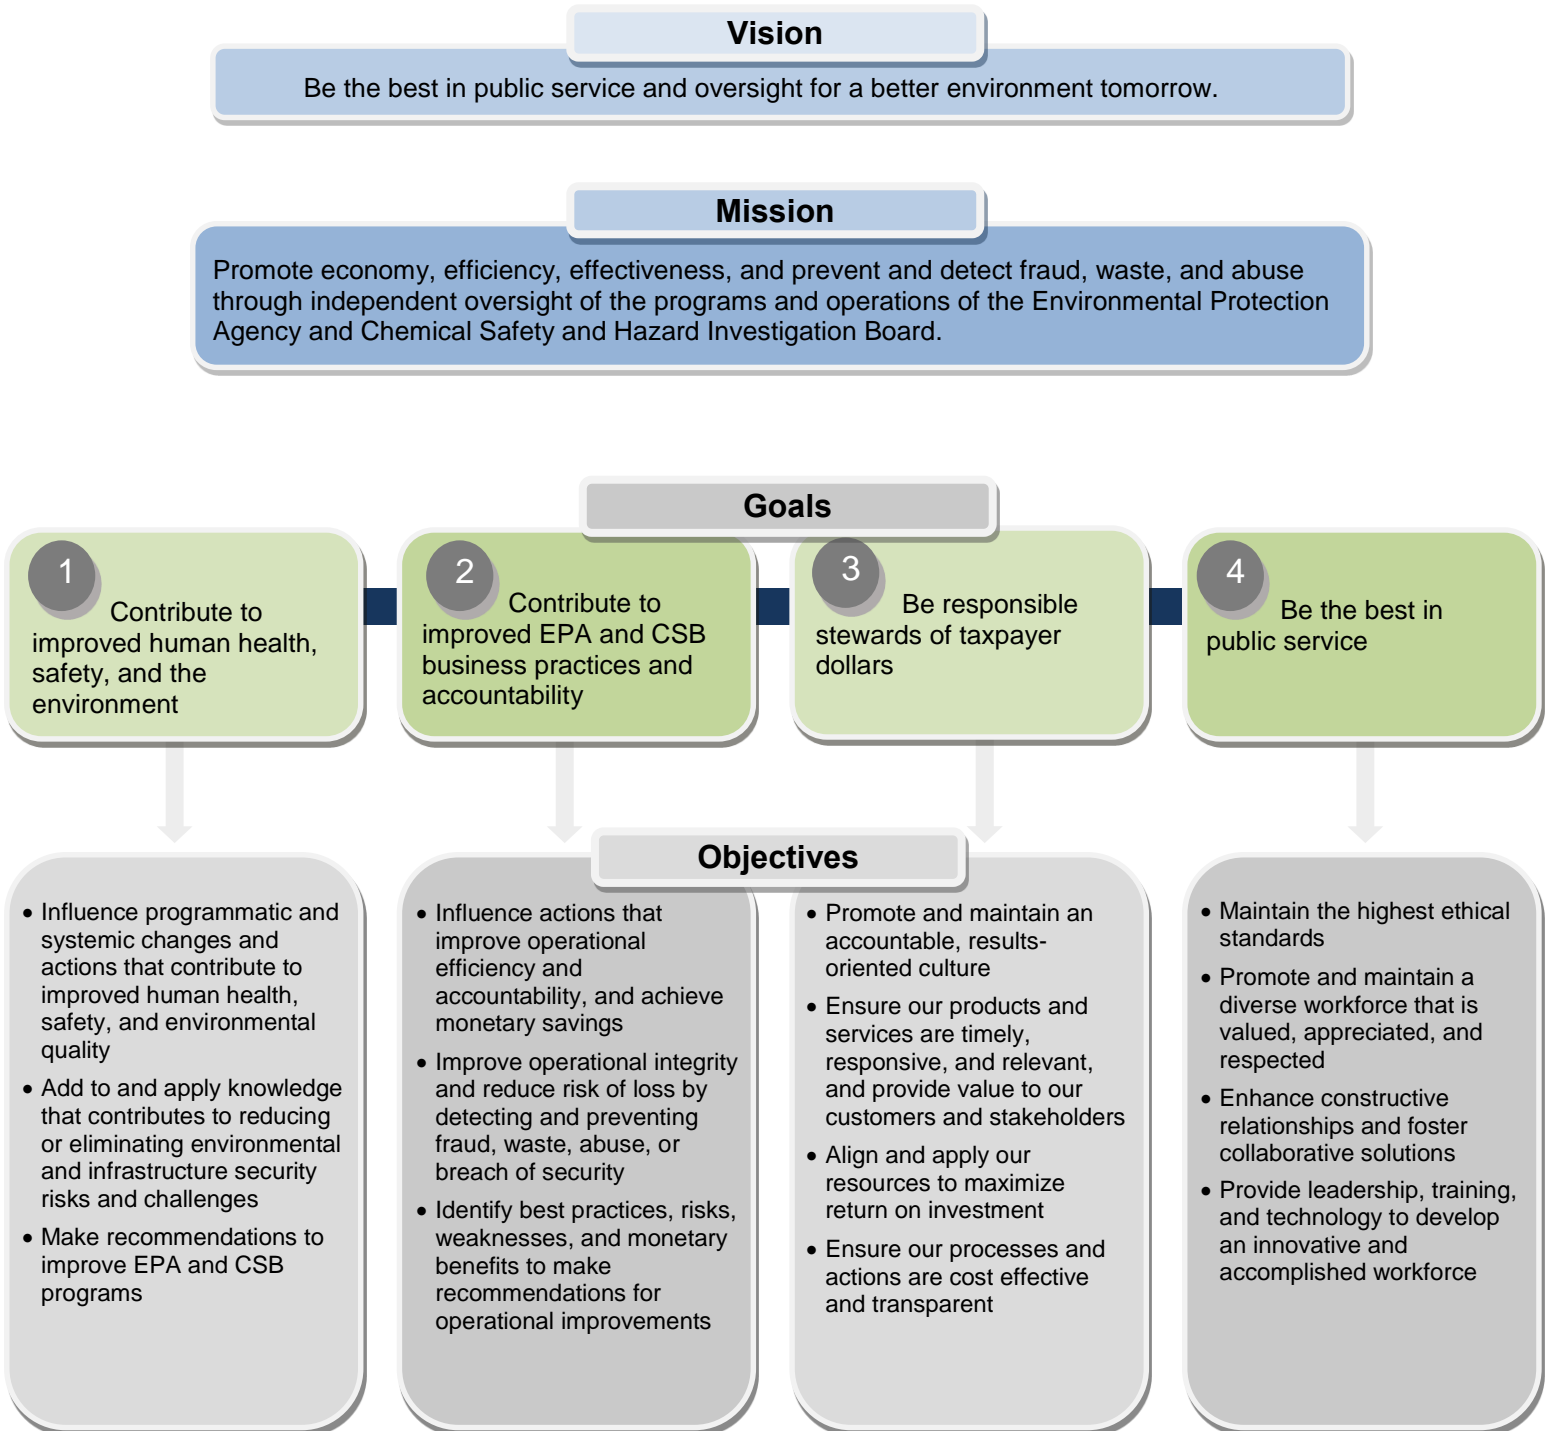 Vision
Be the best in public service and oversight for a better environment tomorrow.
Mission
Promote economy, efficiency, effectiveness, and prevent and detect fraud, waste, and abuse
through independent oversight of the programs and operations of the Environmental Protection
Agency and Chemical Safety and Hazard Investigation Board.
Goals
1
Contribute to
improved human health,
safety, and the
environment
2
Contribute to
improved EPA and CSB
business practices and
accountability
3
Be responsible
stewards of taxpayer
dollars
4
Be the best in
public service
Objectives
• Influence programmatic and
systemic changes and
actions that contribute to
improved human health,
safety, and environmental
quality
• Add to and apply knowledge
that contributes to reducing
or eliminating environmental
and infrastructure security
risks and challenges
• Make recommendations to
improve EPA and CSB
programs
• Influence actions that
improve operational
efficiency and
accountability, and achieve
monetary savings
• Improve operational integrity
and reduce risk of loss by
detecting and preventing
fraud, waste, abuse, or
breach of security
• Identify best practices, risks,
weaknesses, and monetary
benefits to make
recommendations for
operational improvements
• Promote and maintain an
accountable, results-
oriented culture
• Ensure our products and
services are timely,
responsive, and relevant,
and provide value to our
customers and stakeholders
• Align and apply our
resources to maximize
return on investment
• Ensure our processes and
actions are cost effective
and transparent
• Maintain the highest ethical
standards
• Promote and maintain a
diverse workforce that is
valued, appreciated, and
respected
• Enhance constructive
relationships and foster
collaborative solutions
• Provide leadership, training,
and technology to develop
an innovative and
accomplished workforce